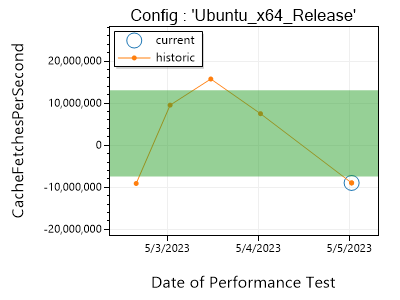 Config : 'Ubuntu_x64_Release'
current
historic
CacheFetchesPerSecond
20,000,000
10,000,000
0
-10,000,000
-20,000,000
5/3/2023
5/4/2023
5/5/2023
Date of Performance Test